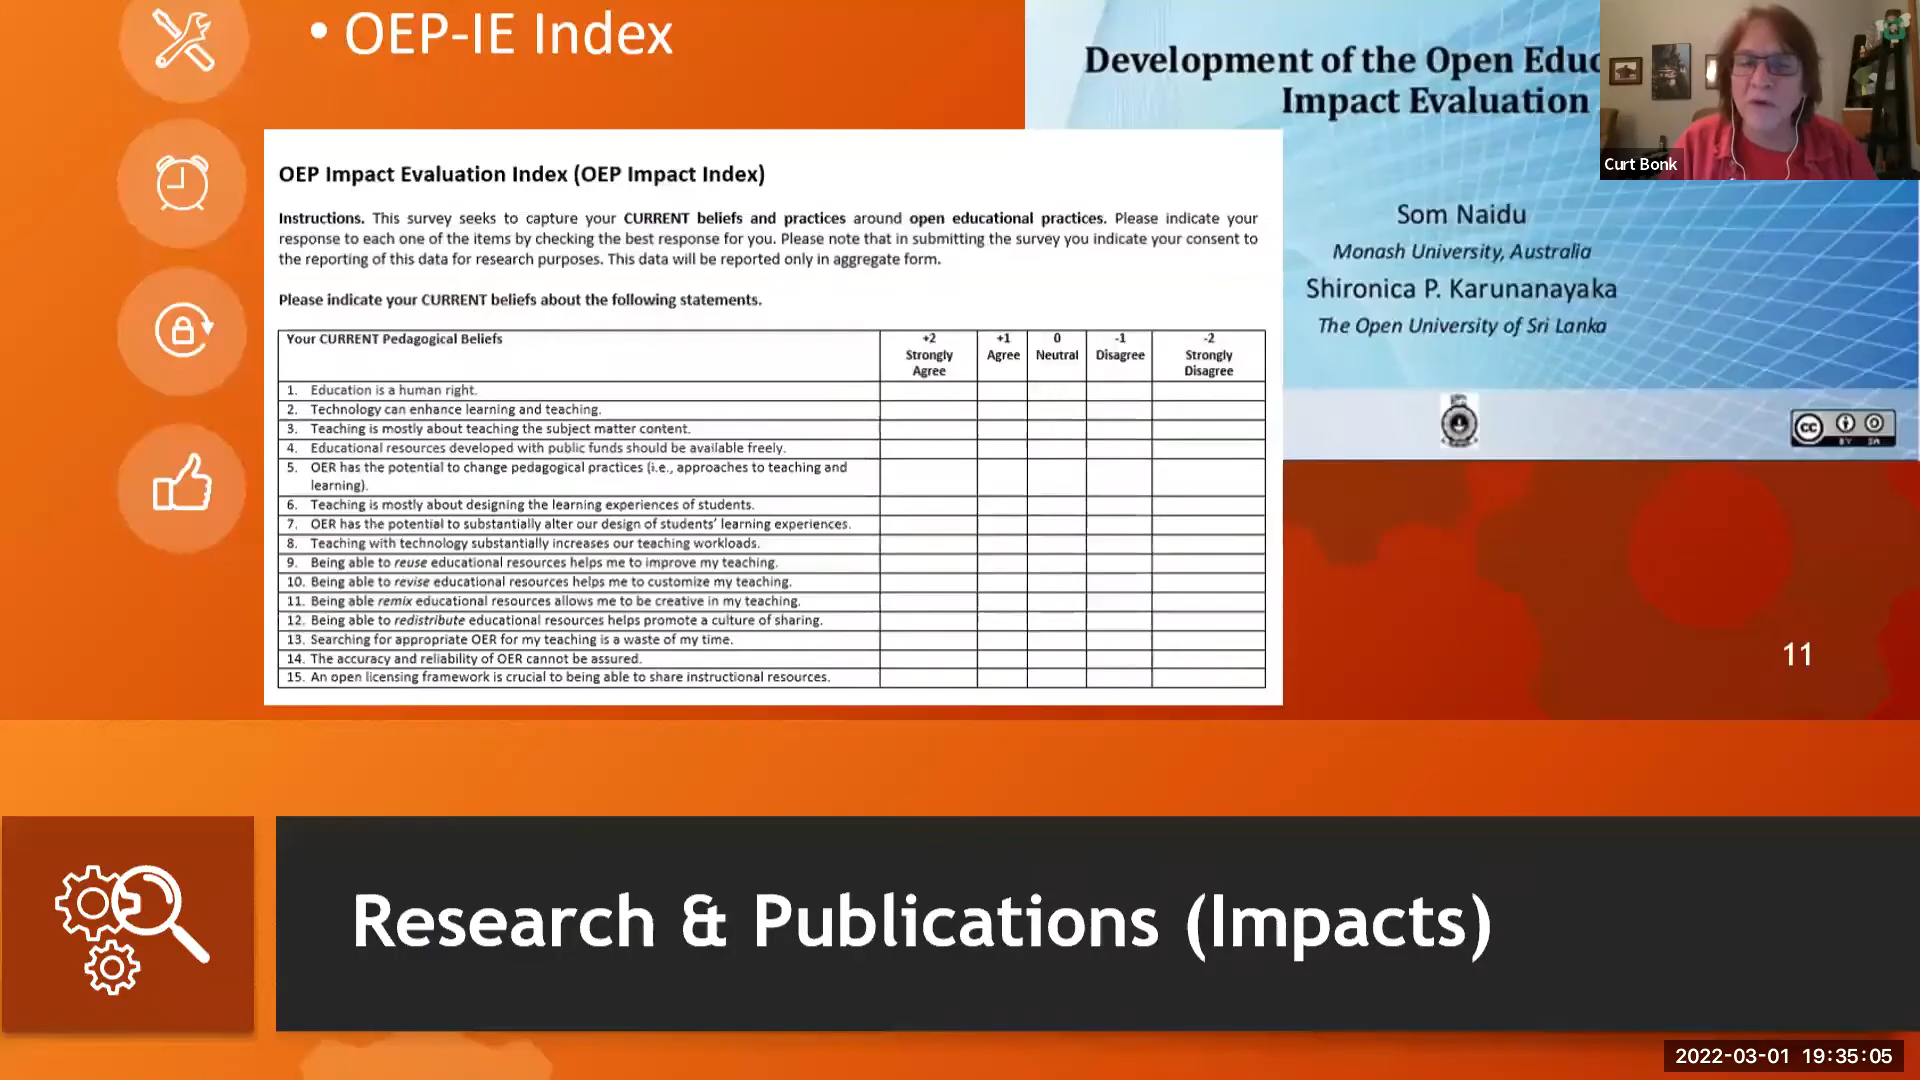 • OEP-IE Index
Development of the Open Educ
Impact Evaluation
Curt Bonk
Som Naidu
Monash University, Australia
Shironica P. Karunanayaka
The Open University of Sri Lanka
cc BY SA
OEP Impact Evaluation Index (OEP Impact Index)
Instructions. This survey seeks to capture your CURRENT beliefs and practices around open educational practices. Please indicate your
response to each one of the items by checking the best response for you. Please note that in submitting the survey you indicate your consent to
the reporting of this data for research purposes. This data will be reported only in aggregate form.
Please indicate your CURRENT beliefs about the following statements.
Your CURRENT Pedagogical Beliefs
+2 Strongly Agree
+1 Agree
0 Neutral
-1 Disagree
-2 Strongly Disagree
1. Education is a human right.
2. Technology can enhance learning and teaching.
3. Teaching is mostly about teaching the subject matter content.
4. Educational resources developed with public funds should be available freely.
5. OER has the potential to change pedagogical practices (i.e., approaches to teaching and
learning).
6. Teaching is mostly about designing the learning experiences of students.
7. OER has the potential to substantially alter our design of students' learning experiences.
8. Teaching with technology substantially increases our teaching workloads.
9. Being able to reuse educational resources helps me to improve my teaching.
10. Being able to revise educational resources helps me to customize my teaching.
11. Being able remix educational resources allows me to be creative in my teaching.
12. Being able to redistribute educational resources helps promote a culture of sharing.
13. Searching for appropriate OER for my teaching is a waste of my time.
14. The accuracy and reliability of OER cannot be assured.
15. An open licensing framework is crucial to being able to share instructional resources.
11
Research & Publications (Impacts)
2022-03-01 19:35:05